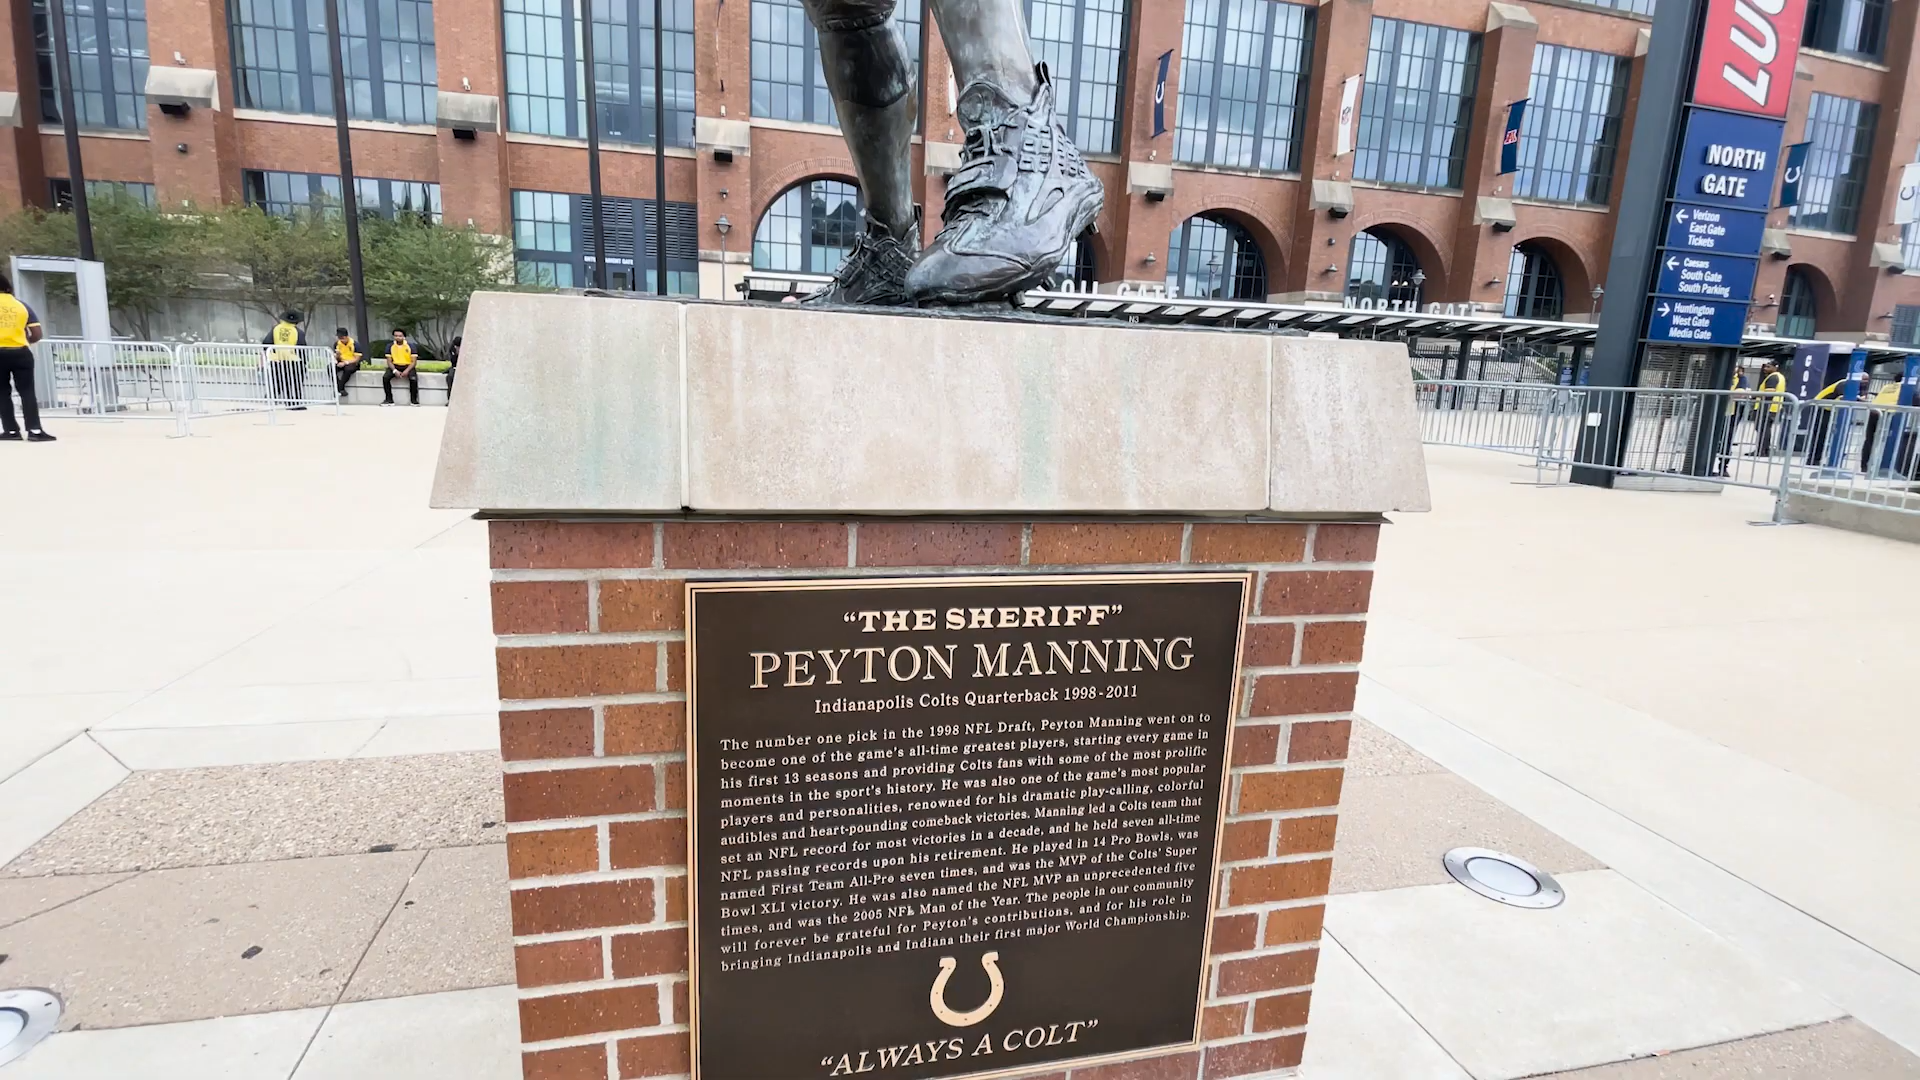 LUC
NORTH
GATE
← Verizon
East Gate
Tickets
← Caesars
South Gate
South Parking
→ Huntington
West Gate
Media Gate
OIL GATE
NORTH GATE
N3
N4
N5
"THE SHERIFF"
PEYTON MANNING
Indianapolis Colts Quarterback 1998-2011
The number one pick in the 1998 NFL Draft, Peyton Manning went on to
become one of the game's all-time greatest players, starting every game in
his first 13 seasons and providing Colts fans with some of the most prolific
moments in the sport's history. He was also one of the game's most popular
players and personalities, renowned for his dramatic play-calling, colorful
audibles and heart-pounding comeback victories. Manning led a Colts team that
set an NFL record for most victories in a decade, and he held seven all-time
NFL passing records upon his retirement. He played in 14 Pro Bowls, was
named First Team All-Pro seven times, and was the MVP of the Colts' Super
Bowl XLI victory. He was also named the NFL MVP an unprecedented five
times, and was the 2005 NFL Man of the Year. The people in our community
will forever be grateful for Peyton's contributions, and for his role in
bringing Indianapolis and Indiana their first major World Championship.
"ALWAYS A COLT"